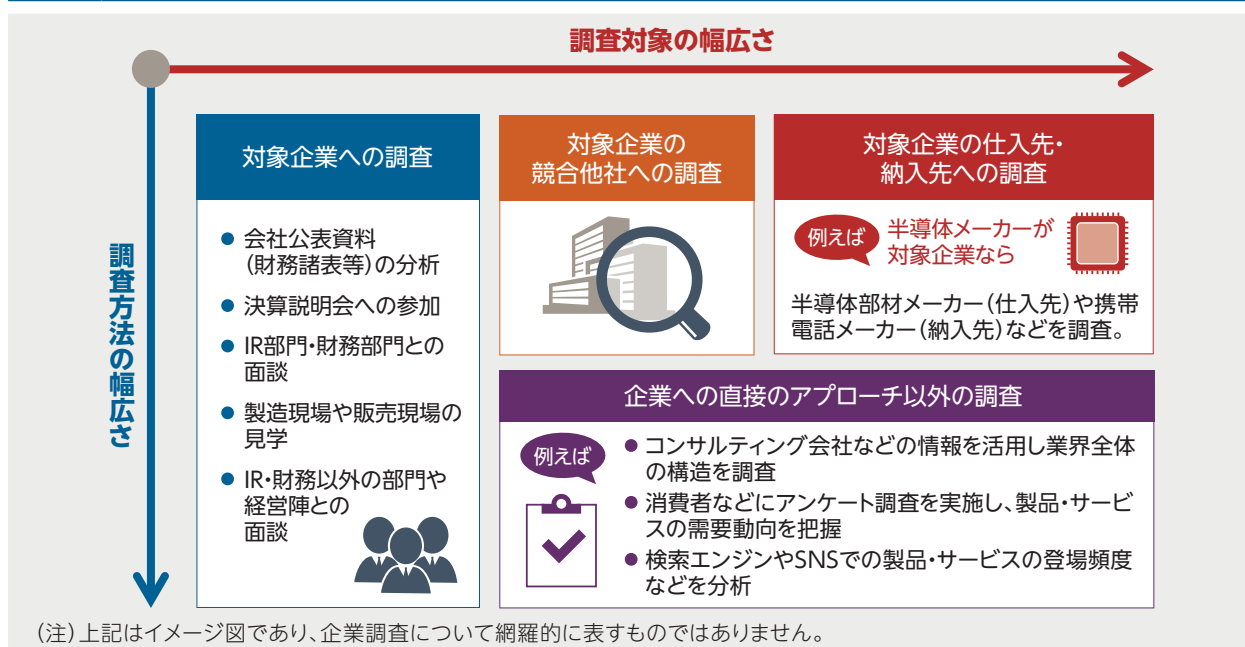 調査対象の幅広さ
調査方法の幅広さ
対象企業への調査
● 会社公表資料
（財務諸表等）の分析
● 決算説明会への参加
● IR部門・財務部門との
面談
● 製造現場や販売現場の
見学
● IR・財務以外の部門や
経営陣との
面談
対象企業の
競合他社への調査
対象企業の仕入先・
納入先への調査
例えば
半導体メーカーが
対象企業なら
半導体部材メーカー（仕入先）や携帯
電話メーカー（納入先）などを調査。
企業への直接のアプローチ以外の調査
例えば
● コンサルティング会社などの情報を活用し業界全体
の構造を調査
● 消費者などにアンケート調査を実施し、製品・サービ
スの需要動向を把握
● 検索エンジンやSNSでの製品・サービスの登場頻度
などを分析
（注）上記はイメージ図であり、企業調査について網羅的に表すものではありません。